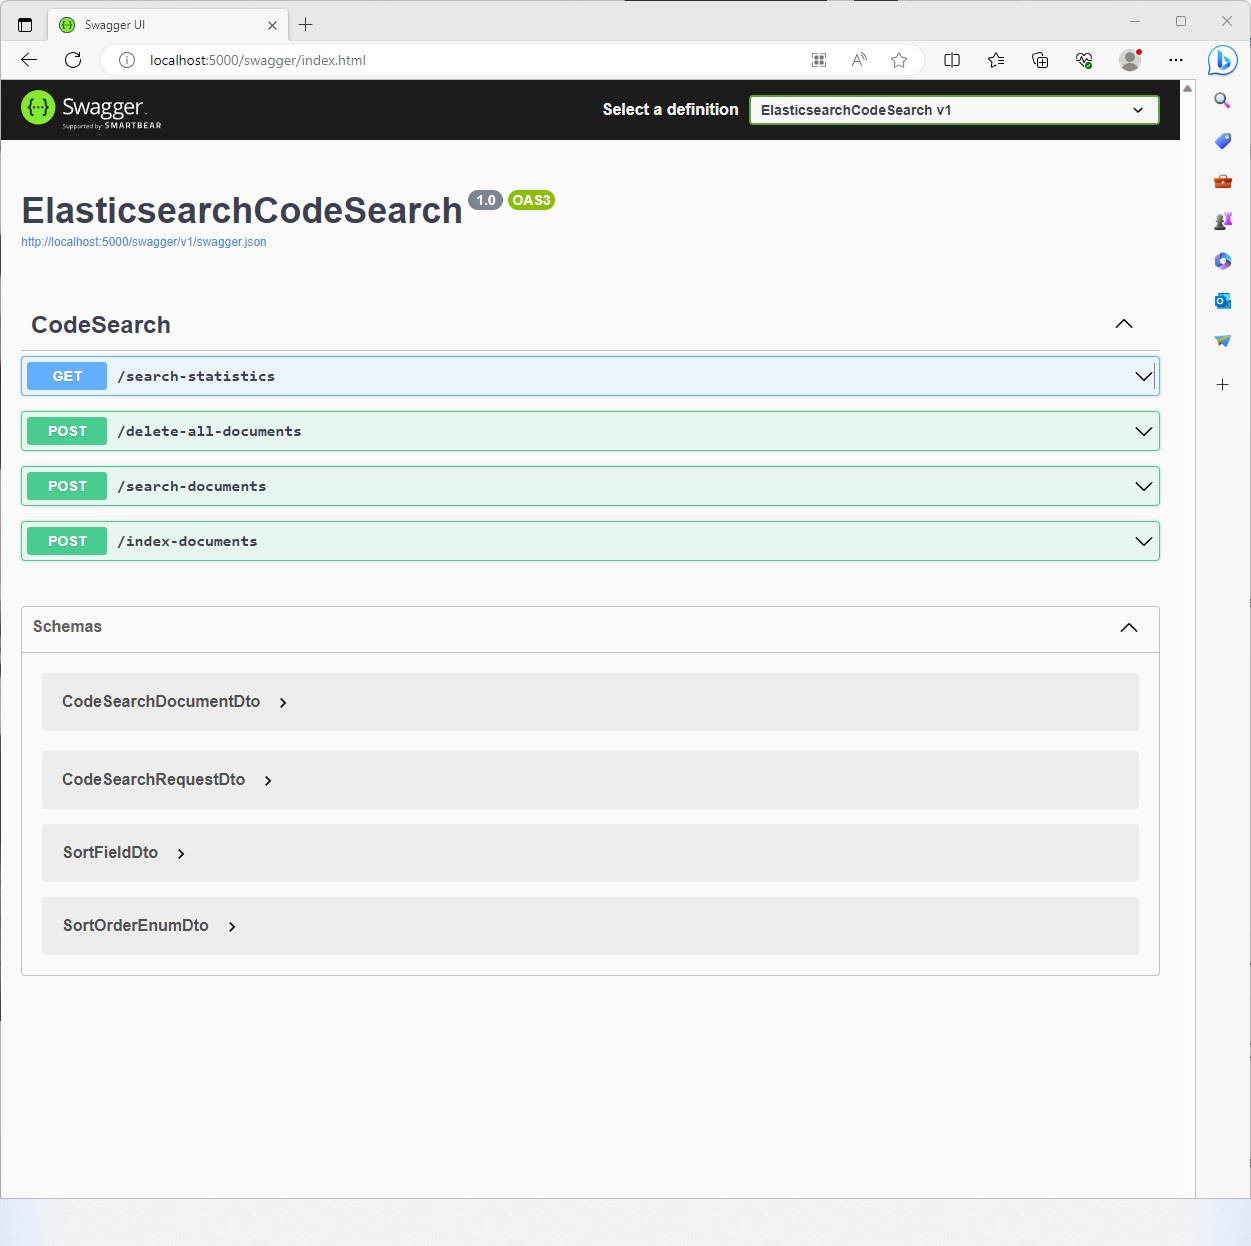 Swagger UI
localhost:5000/swagger/index.html
Swagger
Supported by SMARTBEAR
Select a definition
ElasticsearchCodeSearch v1
ElasticsearchCodeSearch 1.0 OAS3
http://localhost:5000/swagger/v1/swagger.json
CodeSearch
GET /search-statistics
POST /delete-all-documents
POST /search-documents
POST /index-documents
Schemas
CodeSearchDocumentDto
CodeSearchRequestDto
SortFieldDto
SortOrderEnumDto